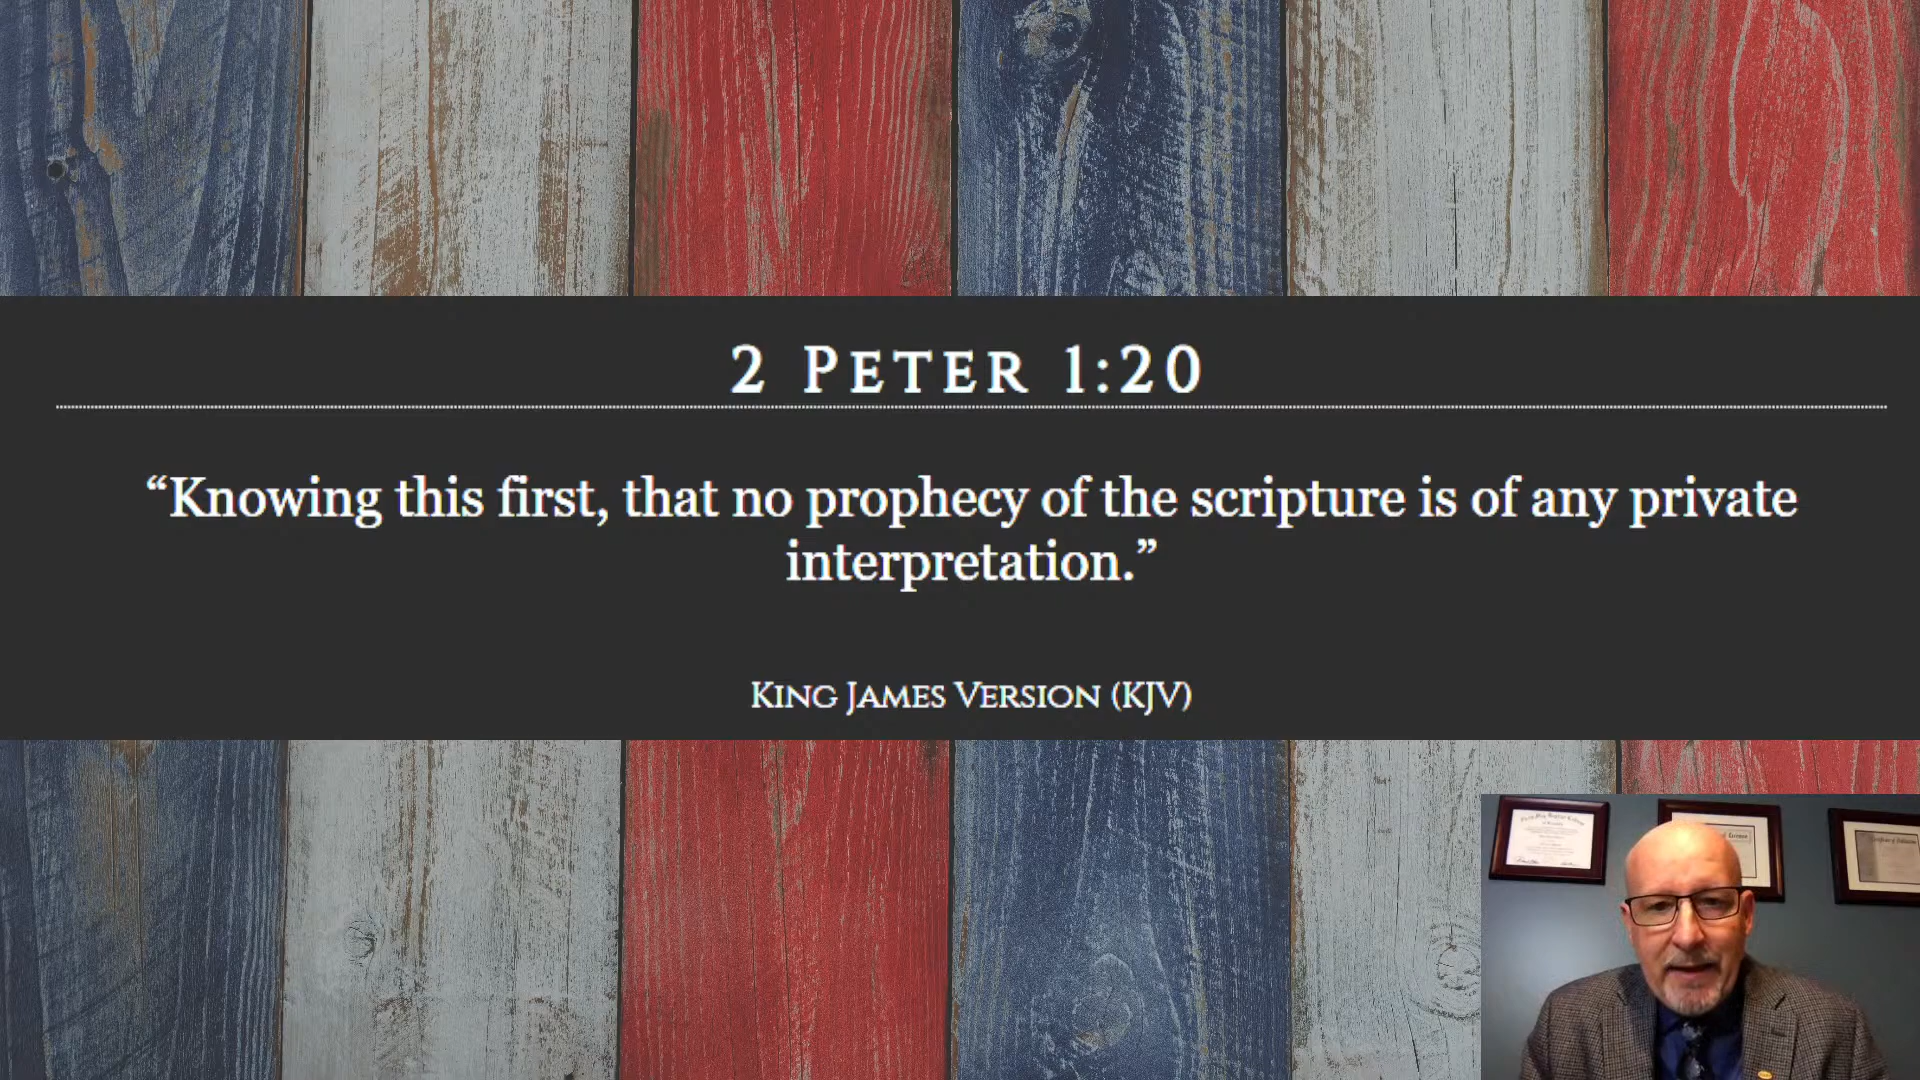 2 Peter 1:20
“Knowing this first, that no prophecy of the scripture is of any private
interpretation.”
King James Version (KJV)